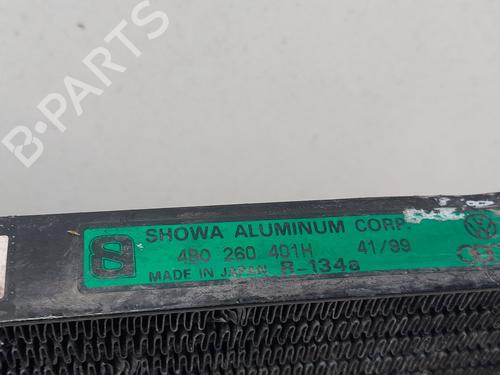 B-PARTS
SHOWA ALUMINUM CORP.
4B0 260 401H 41/99
MADE IN JAPAN R-134a